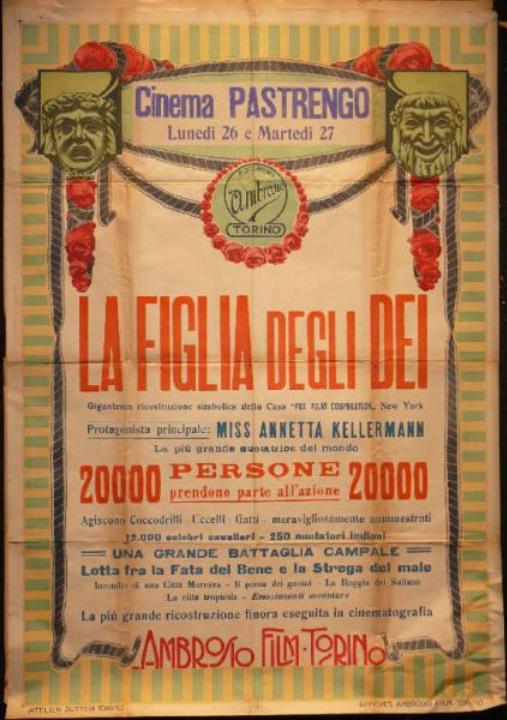 Cinema PASTRENGO
Lunedì 26 e Martedì 27
Ambrosio
TORINO
LA FIGLIA DEGLI DEI
Gigantesca ricostruzione simbolica della Casa "FOX FILM CORPORATION„ New York
Protagonista principale: MISS ANNETTA KELLERMANN
La più grande nuotatrice del mondo
20000 PERSONE 20000
prendono parte all'azione
Agiscono Coccodrilli - Uccelli - Gatti - meravigliosamente ammaestrati
12.000 celebri cavalieri - 250 nuotatori indiani
UNA GRANDE BATTAGLIA CAMPALE
Lotta fra la Fata del Bene e la Strega del male
Incendio di una Città Moresca - Il paese dei gnomi - La Reggia del Sultano
La città tropicale - Emozionanti avventure
La più grande ricostruzione finora eseguita in cinematografia
AMBROSIO FILM-TORINO
TORINO
AFFICHES AMBROSIO FILM TORINO